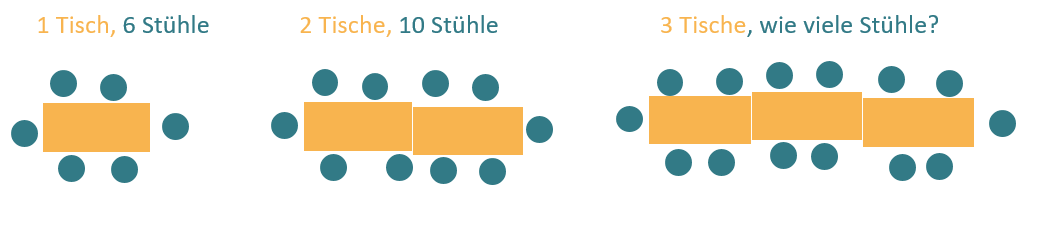 1 Tisch, 6 Stühle
2 Tische, 10 Stühle
3 Tische, wie viele Stühle?